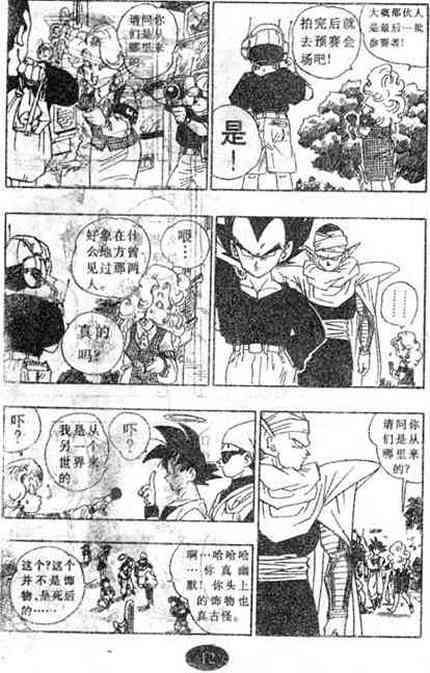 大概那伙人
是最后一批
参赛者!
拍完后就
去预赛会
场吧!
是!
请问你
们是从
哪里来
的。
…………
喂
…
好象在什
么地方曾
见过那两
人。
真的
吗?
请问你
们是从
哪里来
的?
吓?
我是从
另一个
世界来
的
吓?
啊…哈哈哈
…你真幽
默!你头上
的饰物也
真古怪。
这个?这个
并不是饰
物、是死后
的……